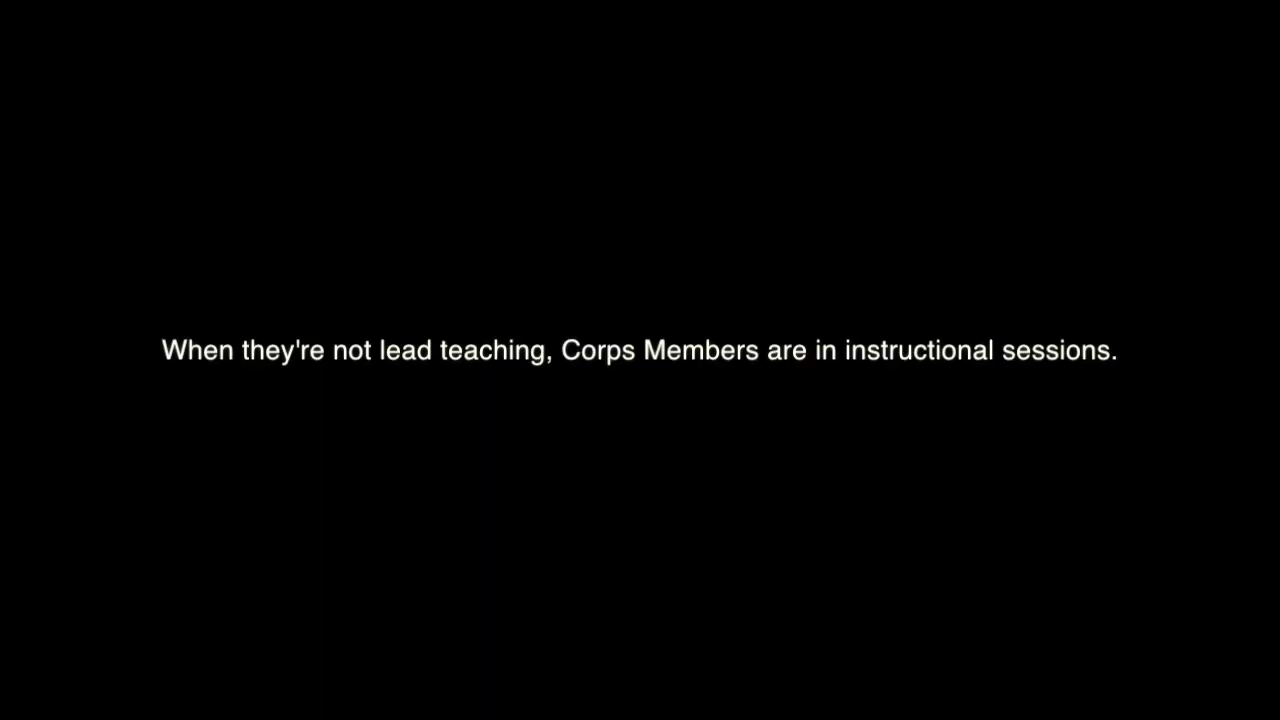 When they're not lead teaching, Corps Members are in instructional sessions.